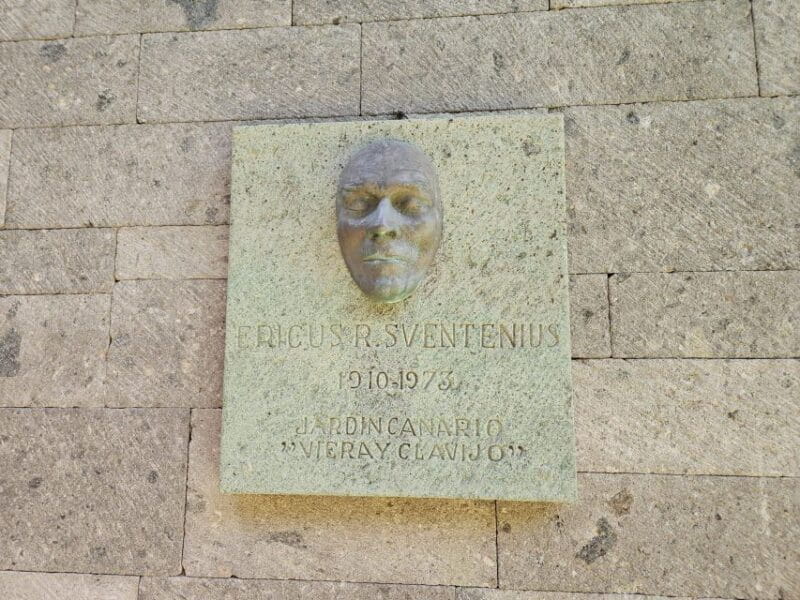 ERICUS R. SVENTENIUS
1910-1973
JARDIN CANARIO
"VIERA Y CLAVIJO"